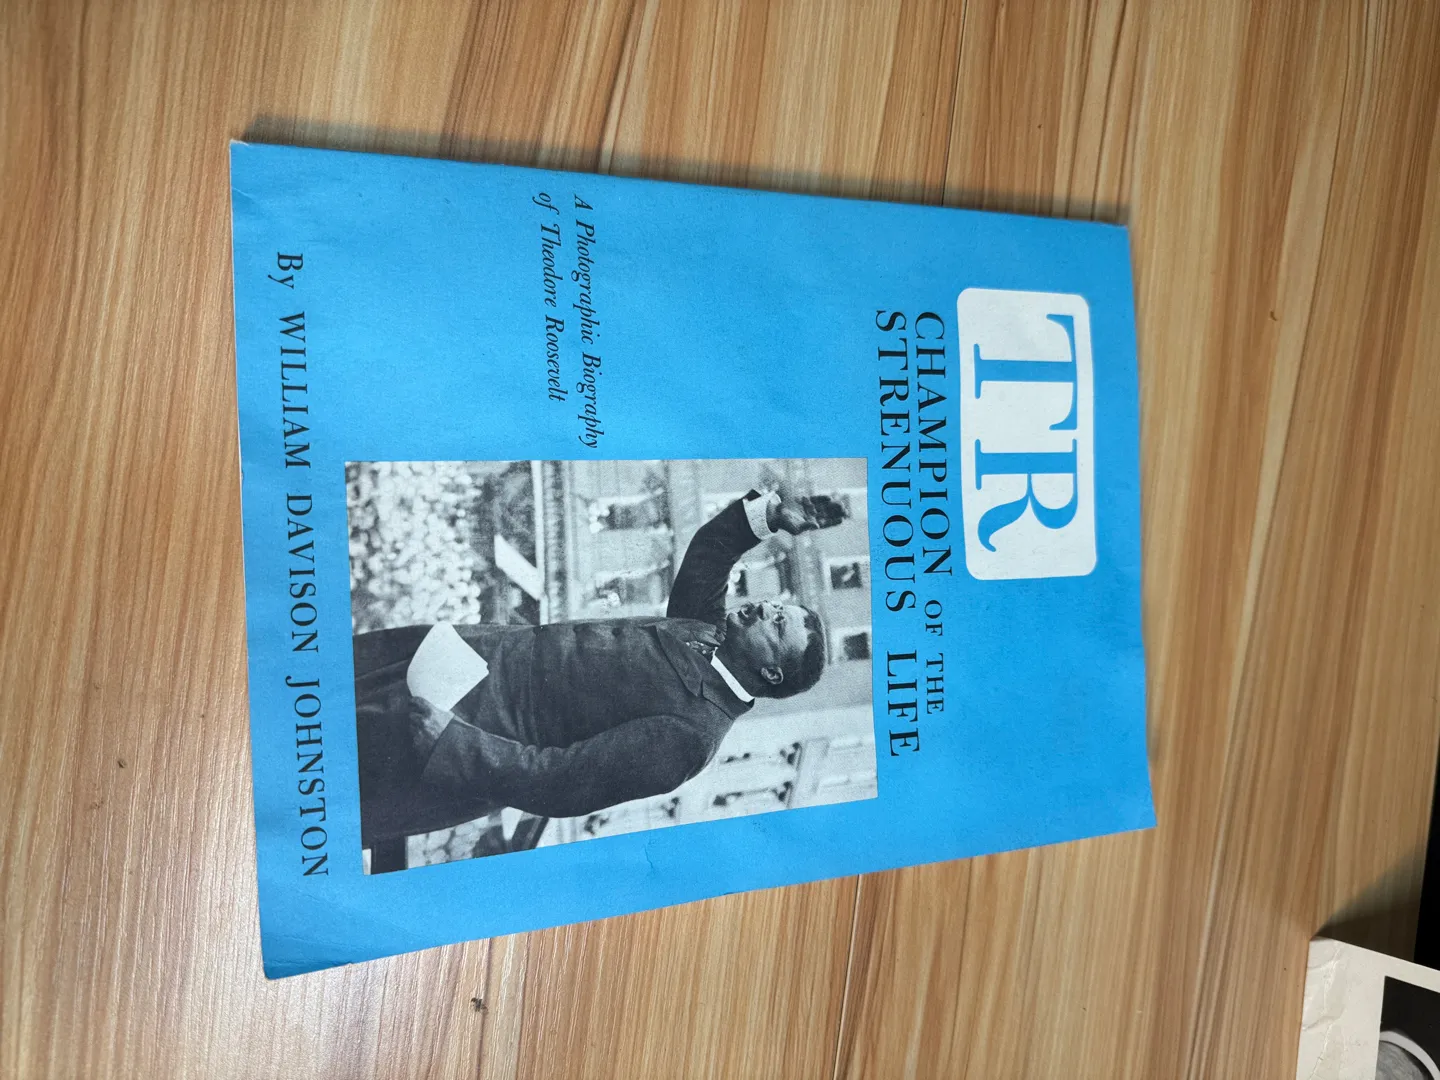 TR
CHAMPION OF THE
STRENUOUS LIFE
A Photographic Biography
of Theodore Roosevelt
By WILLIAM DAVISON JOHNSTON